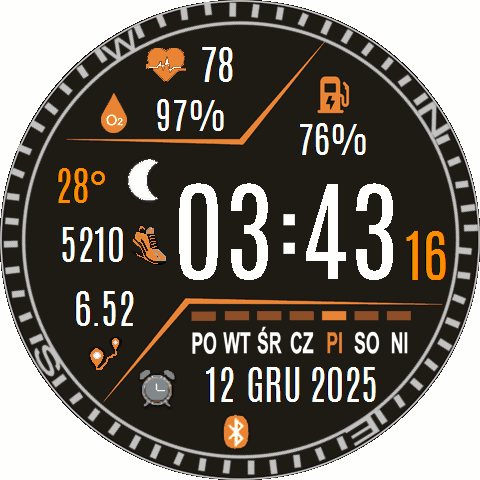 W
78
N
O2
97%
76%
28°
03:43
16
5210
6.52
PO WT ŚR CZ PI SO NI
12 GRU 2025
S
E